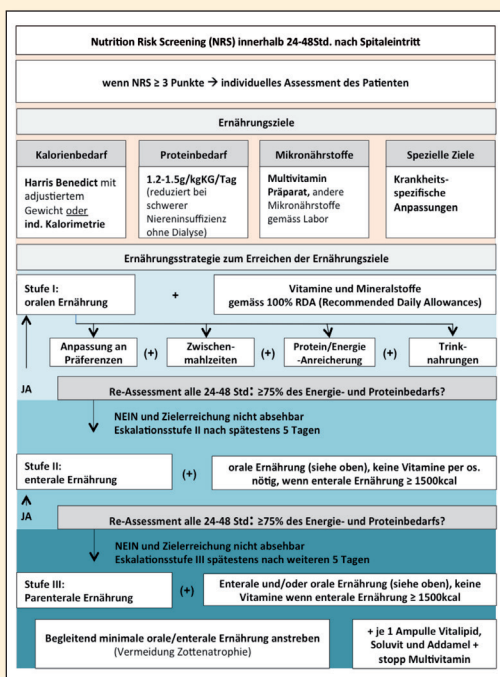 Nutrition Risk Screening (NRS) innerhalb 24-48Std. nach Spitaleintritt
wenn NRS ≥ 3 Punkte → individuelles Assessment des Patienten
Ernährungsziele
Kalorienbedarf
Harris Benedict mit
adjustiertem
Gewicht oder
ind. Kalorimetrie
Proteinbedarf
1.2-1.5g/kgKG/Tag
(reduziert bei
schwerer
Niereninsuffizienz
ohne Dialyse)
Mikronährstoffe
Multivitamin
Präparat, andere
Mikronährstoffe
gemäss Labor
Spezielle Ziele
Krankheits-
spezifische
Anpassungen
Ernährungsstrategie zum Erreichen der Ernährungsziele
Stufe I:
oralen Ernährung
+
Vitamine und Mineralstoffe
gemäss 100% RDA (Recommended Daily Allowances)
Anpassung an
Präferenzen
(+)
Zwischen-
mahlzeiten
(+)
Protein/Energie
-Anreicherung
(+)
Trink-
nahrungen
JA
Re-Assessment alle 24-48 Std: ≥75% des Energie- und Proteinbedarfs?
NEIN und Zielerreichung nicht absehbar
Eskalationsstufe II nach spätestens 5 Tagen
Stufe II:
enterale Ernährung
(+)
orale Ernährung (siehe oben), keine Vitamine per os.
nötig, wenn enterale Ernährung ≥ 1500kcal
JA
Re-Assessment alle 24-48 Std: ≥75% des Energie- und Proteinbedarfs?
NEIN und Zielerreichung nicht absehbar
Eskalationsstufe III spätestens nach weiteren 5 Tagen
Stufe III:
Parenterale Ernährung
(+)
Enterale und/oder orale Ernährung (siehe oben), keine
Vitamine wenn enterale Ernährung ≥ 1500kcal
Begleitend minimale orale/enterale Ernährung anstreben
(Vermeidung Zottenatrophie)
+ je 1 Ampulle Vitalipid,
Soluvit und Addamel +
stopp Multivitamin